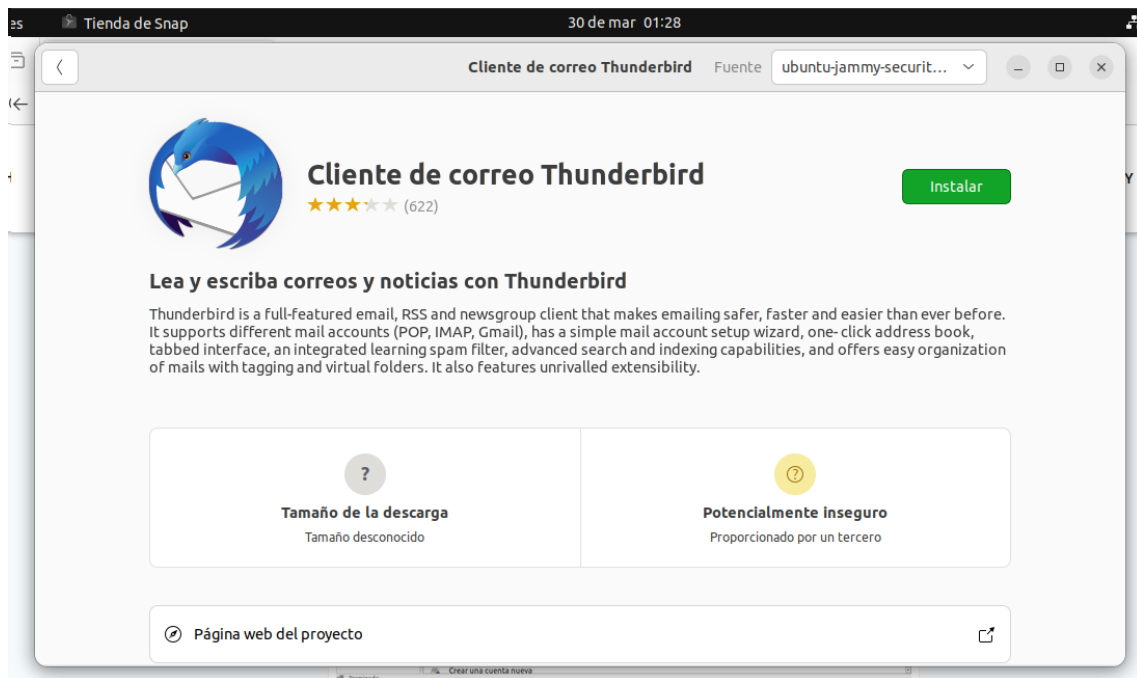 es Tienda de Snap 30 de mar 01:28
Cliente de correo Thunderbird Fuente ubuntu-jammy-securit...
Cliente de correo Thunderbird
Instalar
(622)
Lea y escriba correos y noticias con Thunderbird
Thunderbird is a full-featured email, RSS and newsgroup client that makes emailing safer, faster and easier than ever before.
It supports different mail accounts (POP, IMAP, Gmail), has a simple mail account setup wizard, one- click address book,
tabbed interface, an integrated learning spam filter, advanced search and indexing capabilities, and offers easy organization
of mails with tagging and virtual folders. It also features unrivalled extensibility.
?
Tamaño de la descarga
Tamaño desconocido
?
Potencialmente inseguro
Proporcionado por un tercero
Página web del proyecto
Crear una cuenta nueva
Y